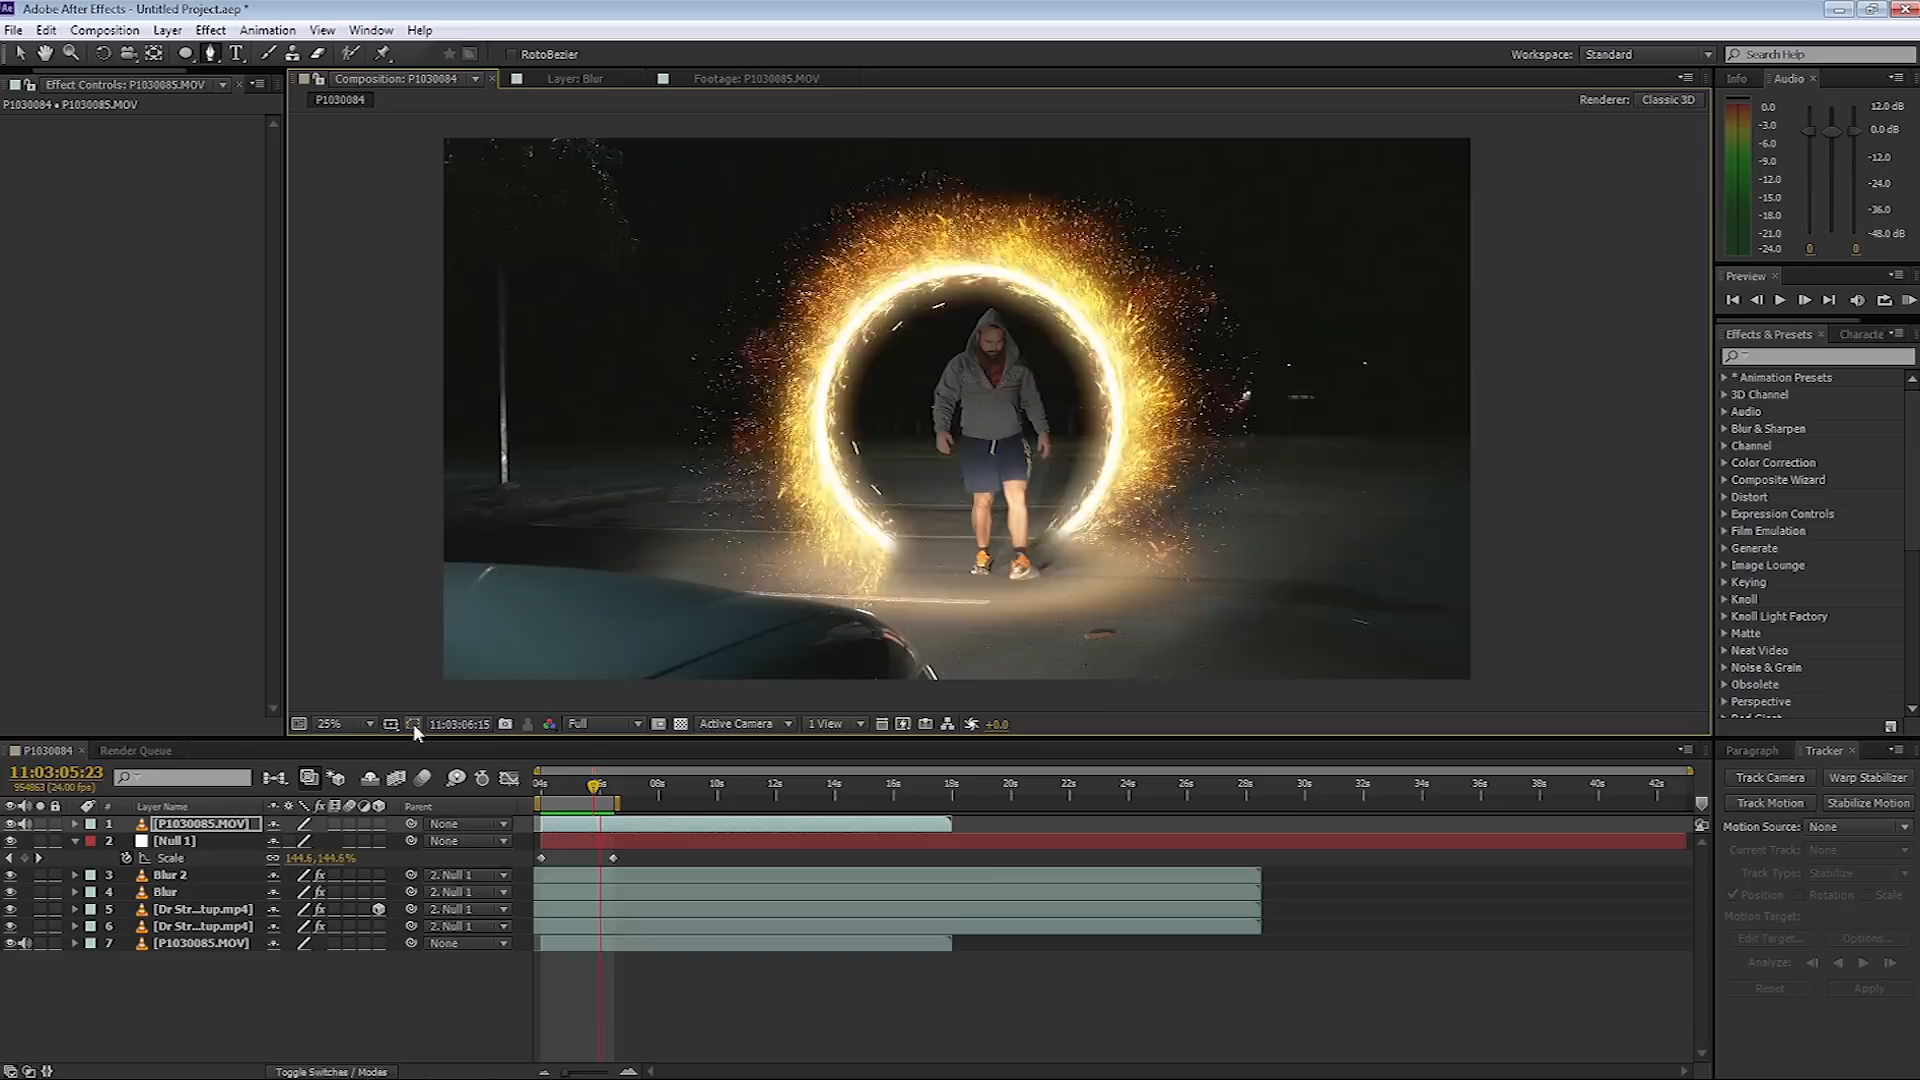 Adobe After Effects - Untitled Project.aep *
File Edit Composition Layer Effect Animation View Window Help
RotoBezier
Workspace: Standard
Search Help
Effect Controls: P1030085.MOV
P1030084 • P1030085.MOV
Composition: P1030084
Layer: Blur
Footage: P1030085.MOV
P1030084
Renderer: Classic 3D
Info
Audio
0.0
-3.0
-6.0
-9.0
-12.0
-15.0
-18.0
-21.0
-24.0
12.0 dB
0.0 dB
-12.0
-24.0
-36.0
-48.0 dB
0 0
Preview
Effects & Presets
Characte
* Animation Presets
3D Channel
Audio
Blur & Sharpen
Channel
Color Correction
Composite Wizard
Distort
Expression Controls
Film Emulation
Generate
Image Lounge
Keying
Knoll
Knoll Light Factory
Matte
Neat Video
Noise & Grain
Obsolete
Perspective
25% 11:03:06:15 Full Active Camera 1 View +0.0
P1030084
Render Queue
11:03:05:23
954863 (24.00 fps)
04s 6s 08s 10s 12s 14s 16s 18s 20s 22s 24s 26s 28s 30s 32s 34s 36s 38s 40s 42s
# Layer Name fx Parent
1 [P1030085.MOV] None
2 [Null 1] None
Scale 144.6,144.6%
3 Blur 2 fx 2. Null 1
4 Blur fx 2. Null 1
5 [Dr Str...tup.mp4] fx 2. Null 1
6 [Dr Str...tup.mp4] fx 2. Null 1
7 [P1030085.MOV] None
Toggle Switches / Modes
Paragraph
Tracker
Track Camera Warp Stabilizer
Track Motion Stabilize Motion
Motion Source: None
Current Track: None
Track Type: Stabilize
Position Rotation Scale
Motion Target:
Edit Target... Options...
Analyze:
Reset Apply